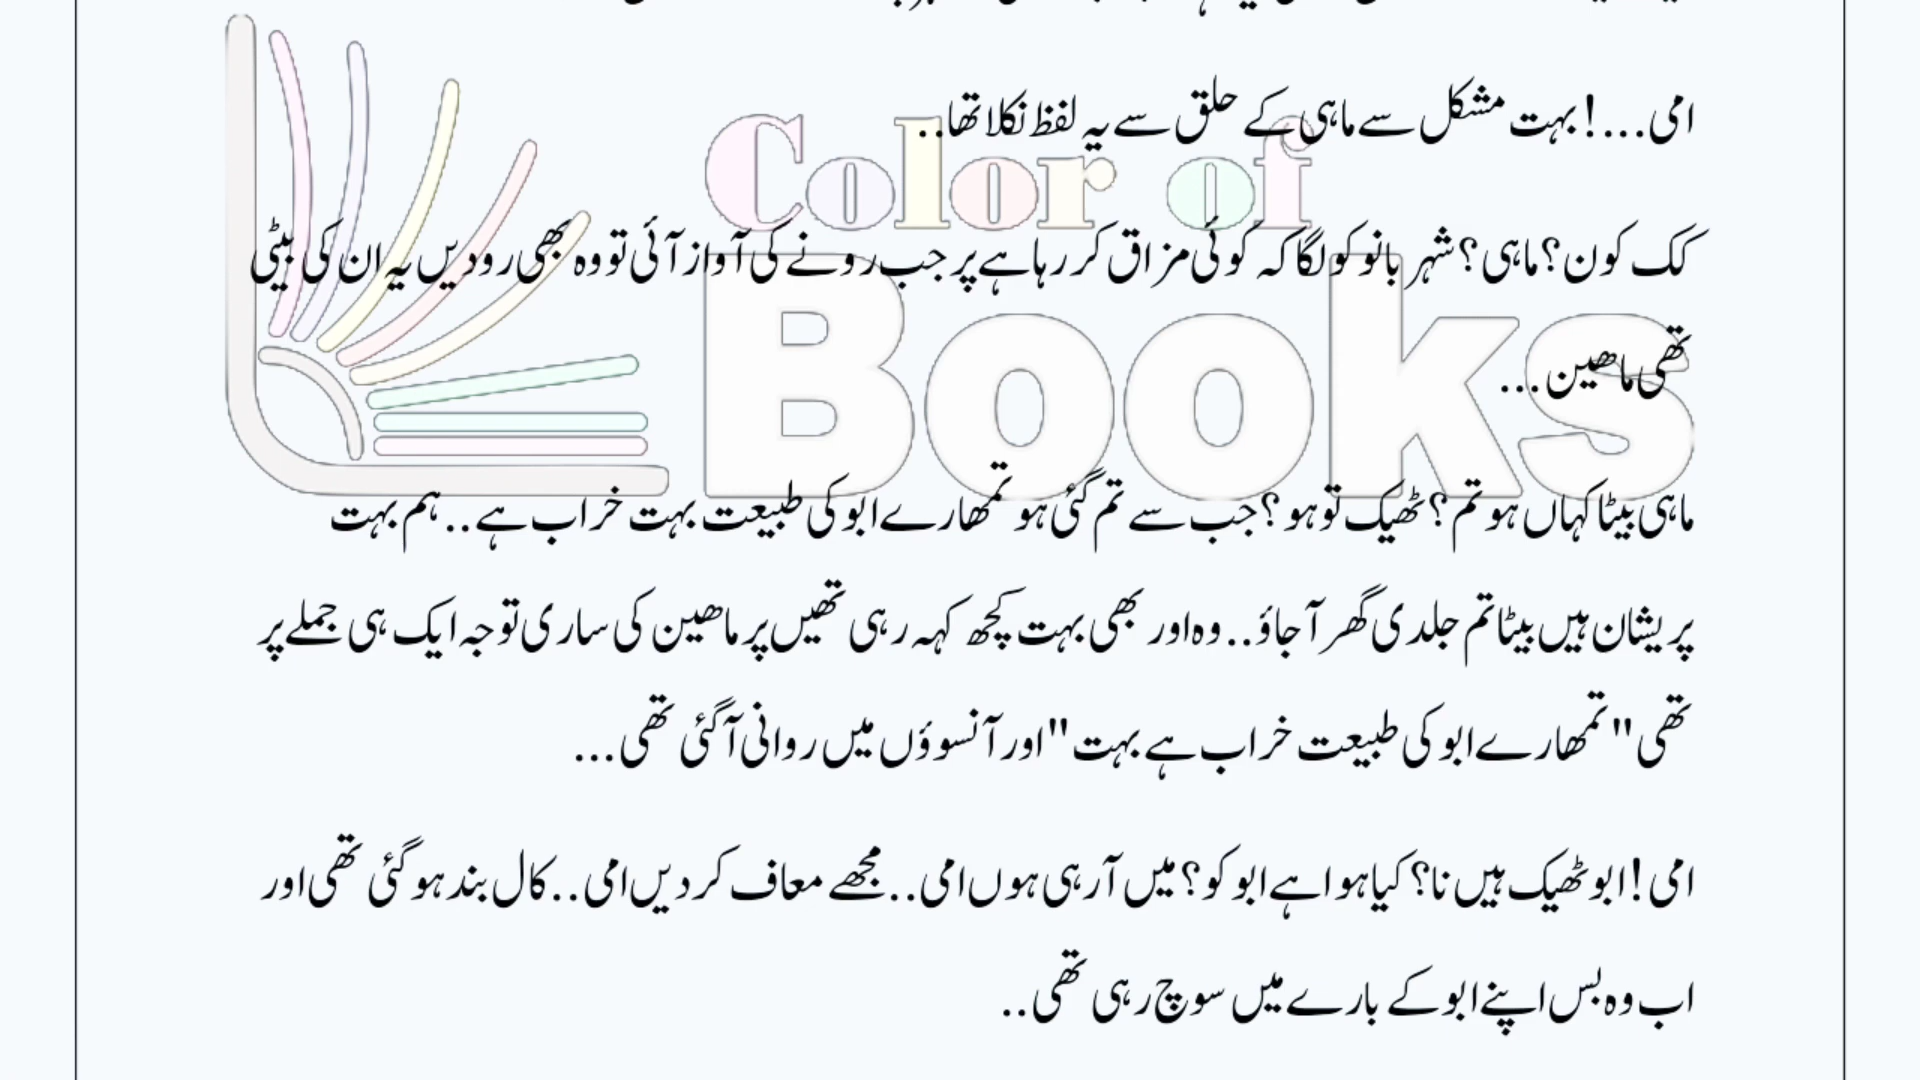 امی...! بہت مشکل سے ماہی کے حلق سے یہ لفظ نکلا تھا..
Color of
Books
کک کون؟ ماہی؟ شہر بانو کو لگا کہ کوئی مزاق کر رہا ہے پر جب رونے کی آواز آئی تو وہ بھی رو دیں یہ ان کی بیٹی
تھی ماھین...
ماہی بیٹا کہاں ہو تم؟ ٹھیک تو ہو؟ جب سے تم گئی ہو تمھارے ابو کی طبیعت بہت خراب ہے.. ہم بہت
پریشان ہیں بیٹا تم جلدی گھر آ جاؤ.. وہ اور بھی بہت کچھ کہہ رہی تھیں پر ماھین کی ساری توجہ ایک ہی جملے پر
تھی "تمھارے ابو کی طبیعت خراب ہے بہت" اور آنسوؤں میں روانی آ گئی تھی...
امی! ابو ٹھیک ہیں نا؟ کیا ہوا ہے ابو کو؟ میں آ رہی ہوں امی.. مجھے معاف کر دیں امی.. کال بند ہو گئی تھی اور
اب وہ بس اپنے ابو کے بارے میں سوچ رہی تھی..